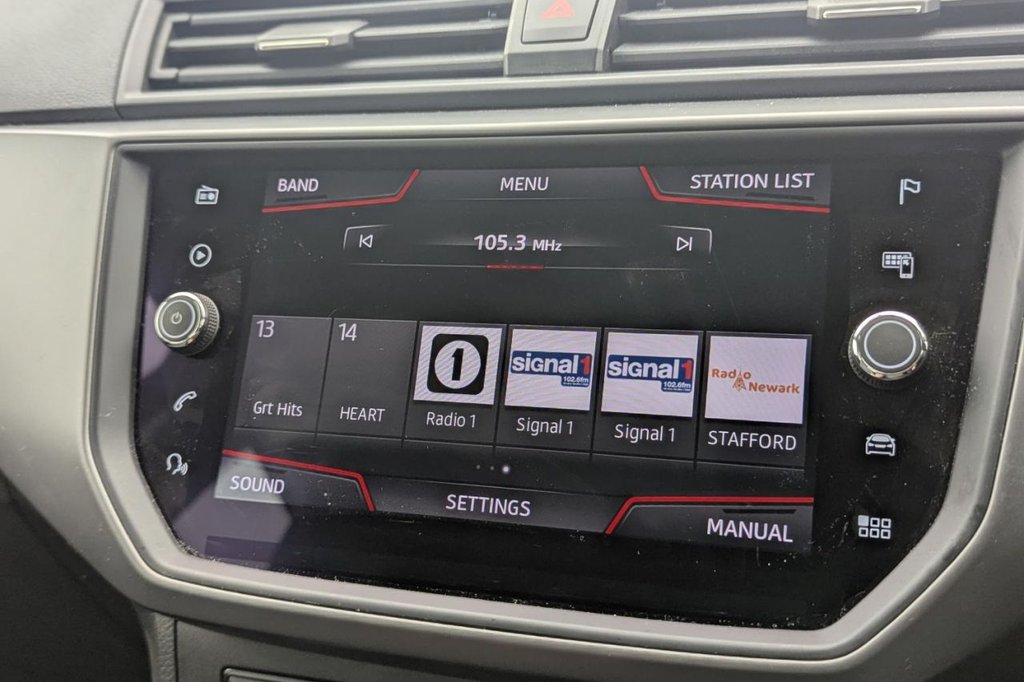 BAND
MENU
STATION LIST
105.3 MHz
13
14
1
signal 1
102.6fm
signal 1
102.6fm
Radio Newark
Grt Hits
HEART
Radio 1
Signal 1
Signal 1
STAFFORD
SOUND
SETTINGS
MANUAL